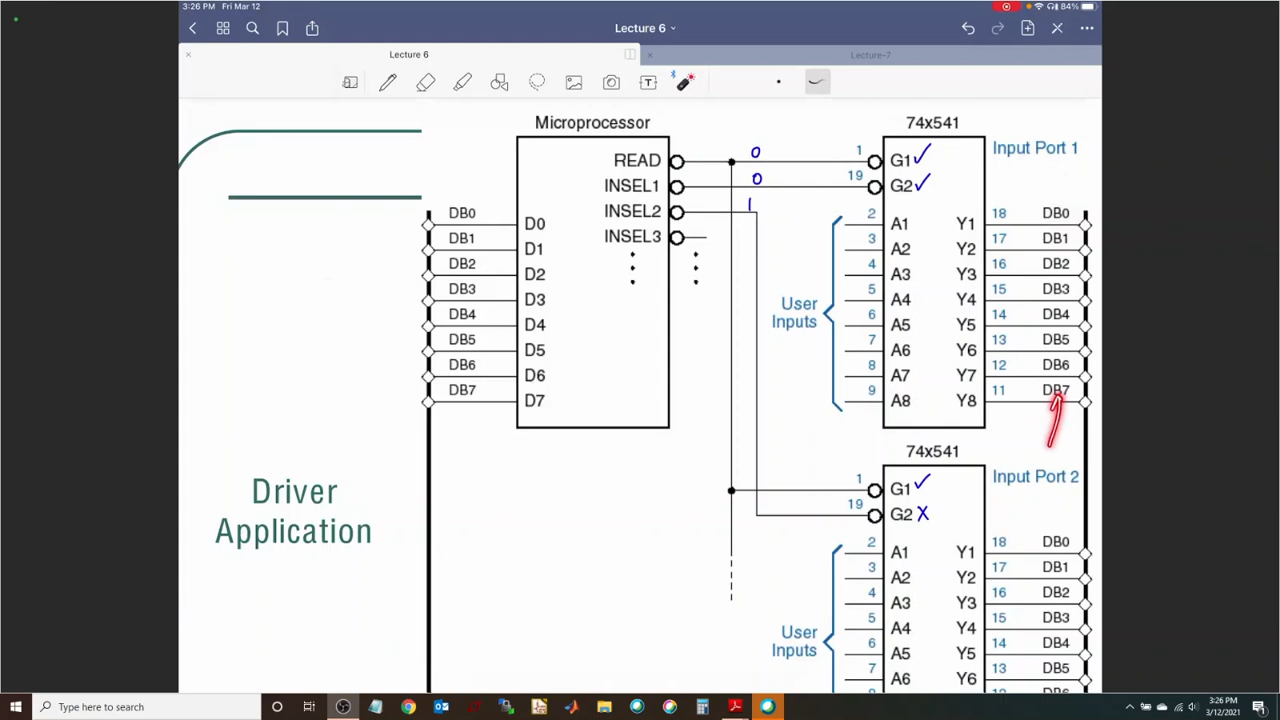 3:26 PM Fri Mar 12
84%
Lecture 6
Lecture 6
Lecture-7
T
Microprocessor
READ
INSEL1
INSEL2
INSEL3
0
0
1
DB0 D0
DB1 D1
DB2 D2
DB3 D3
DB4 D4
DB5 D5
DB6 D6
DB7 D7
74x541
Input Port 1
1 G1 ✓
19 G2 ✓
2 A1 Y1 18 DB0
3 A2 Y2 17 DB1
4 A3 Y3 16 DB2
5 A4 Y4 15 DB3
6 A5 Y5 14 DB4
7 A6 Y6 13 DB5
8 A7 Y7 12 DB6
9 A8 Y8 11 DB7
User
Inputs
74x541
Input Port 2
1 G1 ✓
19 G2 X
2 A1 Y1 18 DB0
3 A2 Y2 17 DB1
4 A3 Y3 16 DB2
5 A4 Y4 15 DB3
6 A5 Y5 14 DB4
7 A6 Y6 13 DB5
User
Inputs
Driver
Application
Type here to search
3:26 PM
3/12/2021